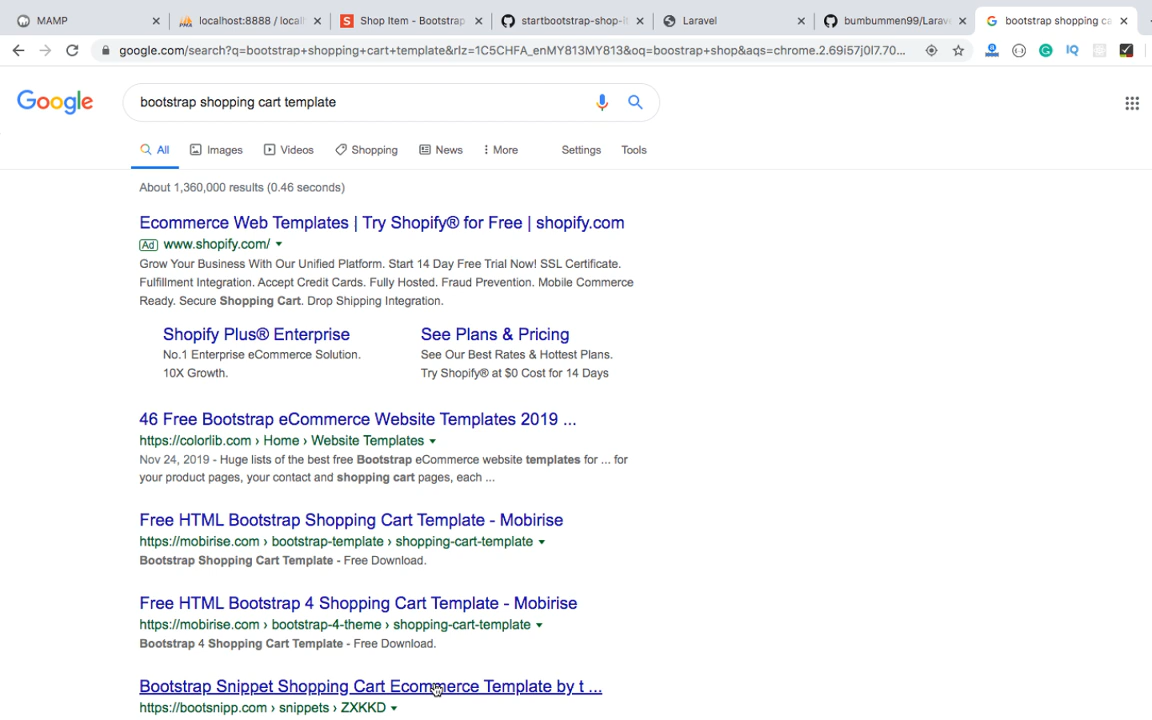 MAMP
localhost:8888 / locall
Shop Item - Bootstrap
startbootstrap-shop-i
Laravel
bumbummen99/Larav
bootstrap shopping ca
google.com/search?q=bootstrap+shopping+cart+template&rlz=1C5CHFA_enMY813MY813&oq=boostrap+shop&aqs=chrome.2.69i57j0l7.70...
Google
bootstrap shopping cart template
All
Images
Videos
Shopping
News
More
Settings
Tools
About 1,360,000 results (0.46 seconds)
Ecommerce Web Templates | Try Shopify® for Free | shopify.com
Ad www.shopify.com/
Grow Your Business With Our Unified Platform. Start 14 Day Free Trial Now! SSL Certificate.
Fulfillment Integration. Accept Credit Cards. Fully Hosted. Fraud Prevention. Mobile Commerce
Ready. Secure Shopping Cart. Drop Shipping Integration.
Shopify Plus® Enterprise
No.1 Enterprise eCommerce Solution.
10X Growth.
See Plans & Pricing
See Our Best Rates & Hottest Plans.
Try Shopify® at $0 Cost for 14 Days
46 Free Bootstrap eCommerce Website Templates 2019 ...
https://colorlib.com › Home › Website Templates
Nov 24, 2019 - Huge lists of the best free Bootstrap eCommerce website templates for ... for
your product pages, your contact and shopping cart pages, each ...
Free HTML Bootstrap Shopping Cart Template - Mobirise
https://mobirise.com › bootstrap-template › shopping-cart-template
Bootstrap Shopping Cart Template - Free Download.
Free HTML Bootstrap 4 Shopping Cart Template - Mobirise
https://mobirise.com › bootstrap-4-theme › shopping-cart-template
Bootstrap 4 Shopping Cart Template - Free Download.
Bootstrap Snippet Shopping Cart Ecommerce Template by t ...
https://bootsnipp.com › snippets › ZXKKD